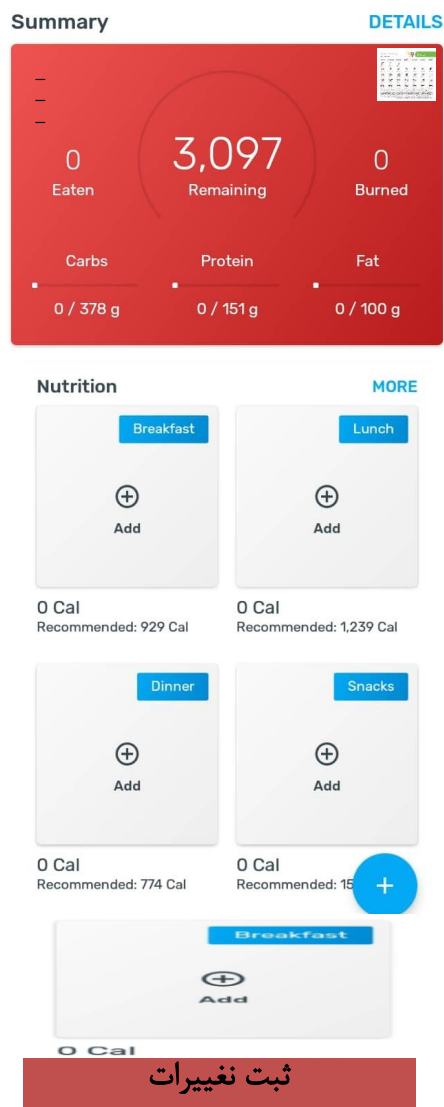 Summary DETAILS
3,097
0 0
Eaten Remaining Burned
Carbs Protein Fat
0 / 378 g 0 / 151 g 0 / 100 g
Nutrition MORE
Breakfast Lunch
Add Add
0 Cal 0 Cal
Recommended: 929 Cal Recommended: 1,239 Cal
Dinner Snacks
Add Add
0 Cal 0 Cal
Recommended: 774 Cal Recommended: 15
Breakfast
Add
0 Cal
ثبت نغییرات